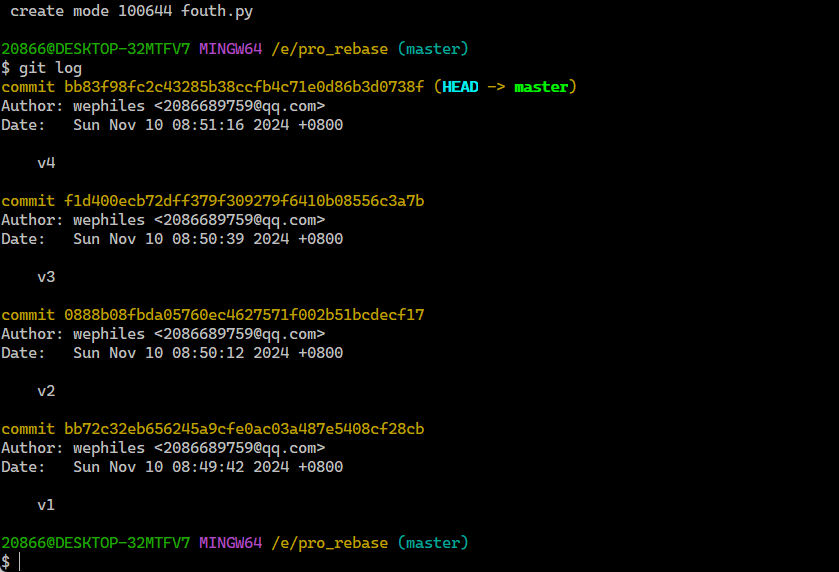 create mode 100644 fouth.py
20866@DESKTOP-32MTFV7 MINGW64 /e/pro_rebase (master)
$ git log
commit bb83f98fc2c43285b38ccfb4c71e0d86b3d0738f (HEAD -> master)
Author: wephiles <2086689759@qq.com>
Date:   Sun Nov 10 08:51:16 2024 +0800
v4
commit f1d400ecb72dff379f309279f6410b08556c3a7b
Author: wephiles <2086689759@qq.com>
Date:   Sun Nov 10 08:50:39 2024 +0800
v3
commit 0888b08fbda05760ec4627571f002b51bcdecf17
Author: wephiles <2086689759@qq.com>
Date:   Sun Nov 10 08:50:12 2024 +0800
v2
commit bb72c32eb656245a9cfe0ac03a487e5408cf28cb
Author: wephiles <2086689759@qq.com>
Date:   Sun Nov 10 08:49:42 2024 +0800
v1
20866@DESKTOP-32MTFV7 MINGW64 /e/pro_rebase (master)
$